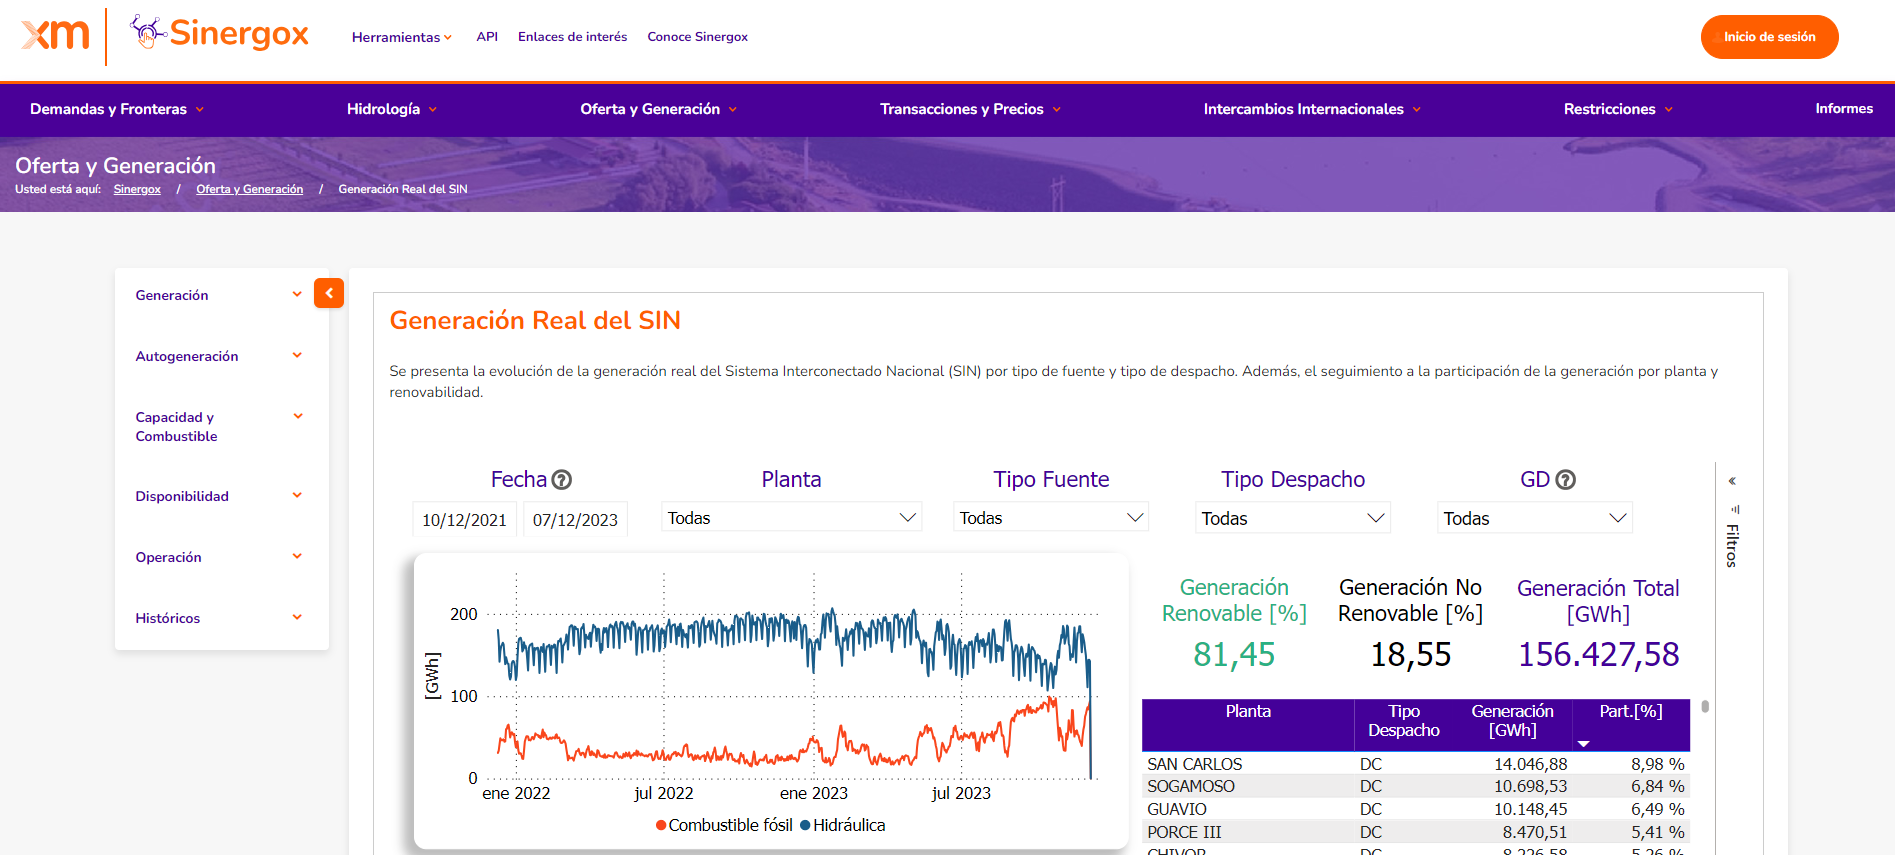 xm
Sinergox
Herramientas
API
Enlaces de interés
Conoce Sinergox
Inicio de sesión
Demandas y Fronteras
Hidrología
Oferta y Generación
Transacciones y Precios
Intercambios Internacionales
Restricciones
Informes
Oferta y Generación
Usted está aquí: Sinergox / Oferta y Generación / Generación Real del SIN
Generación
Autogeneración
Capacidad y
Combustible
Disponibilidad
Operación
Históricos
Generación Real del SIN
Se presenta la evolución de la generación real del Sistema Interconectado Nacional (SIN) por tipo de fuente y tipo de despacho. Además, el seguimiento a la participación de la generación por planta y
renovabilidad.
Fecha ?
10/12/2021 07/12/2023
Planta
Todas
Tipo Fuente
Todas
Tipo Despacho
Todas
GD ?
Todas
Filtros
[GWh]
200
100
0
ene 2022 jul 2022 ene 2023 jul 2023
Combustible fósil Hidráulica
Generación
Renovable [%]
81,45
Generación No
Renovable [%]
18,55
Generación Total
[GWh]
156.427,58
Planta Tipo Despacho Generación [GWh] Part.[%]
SAN CARLOS DC 14.046,88 8,98 %
SOGAMOSO DC 10.698,53 6,84 %
GUAVIO DC 10.148,45 6,49 %
PORCE III DC 8.470,51 5,41 %
CHIVOR DC 8.226,58 5,26 %